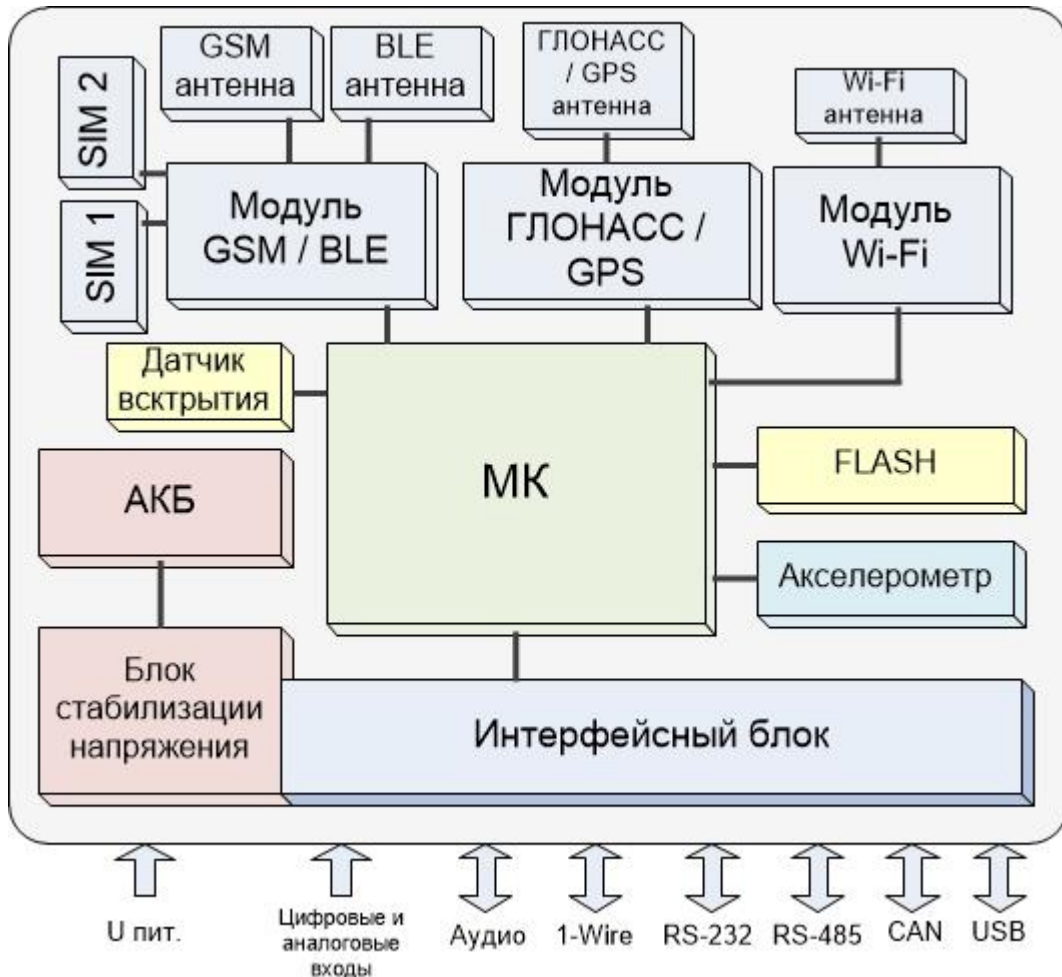 GSM
антенна
BLE
антенна
ГЛОНАСС
/ GPS
антенна
Wi-Fi
антенна
SIM 2
SIM 1
Модуль
GSM / BLE
Модуль
ГЛОНАСС /
GPS
Модуль
Wi-Fi
Датчик
всктрытия
МК
FLASH
АКБ
Акселерометр
Блок
стабилизации
напряжения
Интерфейсный блок
U пит.
Цифровые и
аналоговые
входы
Аудио
1-Wire
RS-232
RS-485
CAN
USB